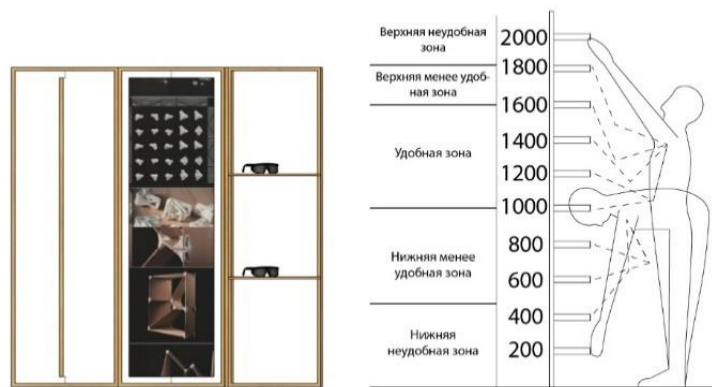 Верхняя неудобная
зона
Верхняя менее удоб-
ная зона
Удобная зона
Нижняя менее
удобная зона
Нижняя
неудобная зона
2000
1800
1600
1400
1200
1000
800
600
400
200